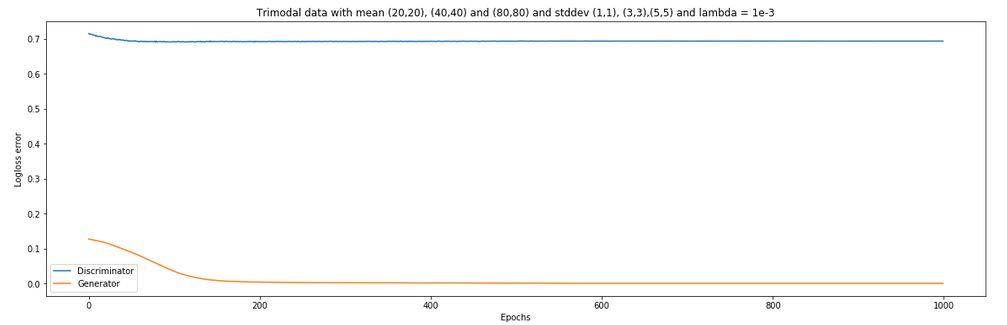 Trimodal data with mean (20,20), (40,40) and (80,80) and stddev (1,1), (3,3),(5,5) and lambda = 1e-3
0.7
0.6
0.5
0.4
0.3
0.2
0.1
0.0
Logloss error
Discriminator
Generator
0 200 400 600 800 1000
Epochs